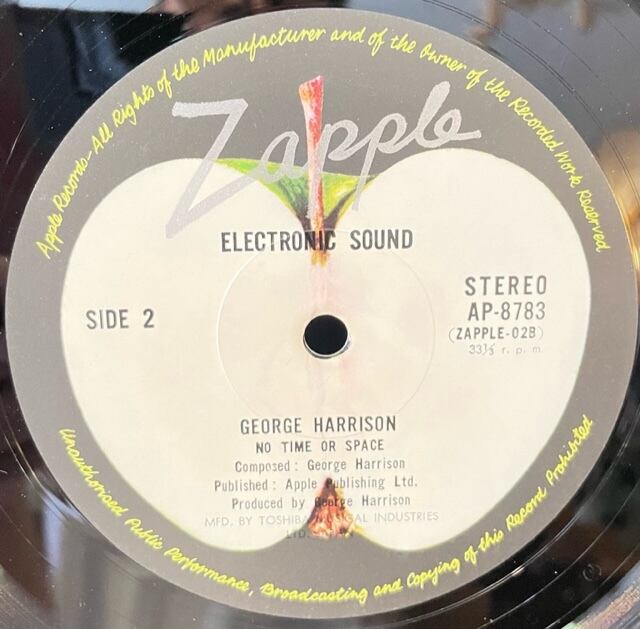 Apple Records-All Rights of the Manufacturer and of the Owner of the Recorded Work Reserved
Zapple
ELECTRONIC SOUND
SIDE 2
STEREO
AP-8783
(ZAPPLE-02B)
33⅓ r. p. m.
GEORGE HARRISON
NO TIME OR SPACE
Composed : George Harrison
Published : Apple Publishing Ltd.
Produced by George Harrison
MFD. BY TOSHIBA INDUSTRIES
LTD.
Unauthorised Public Performance, Broadcasting and Copying of this Record Prohibited